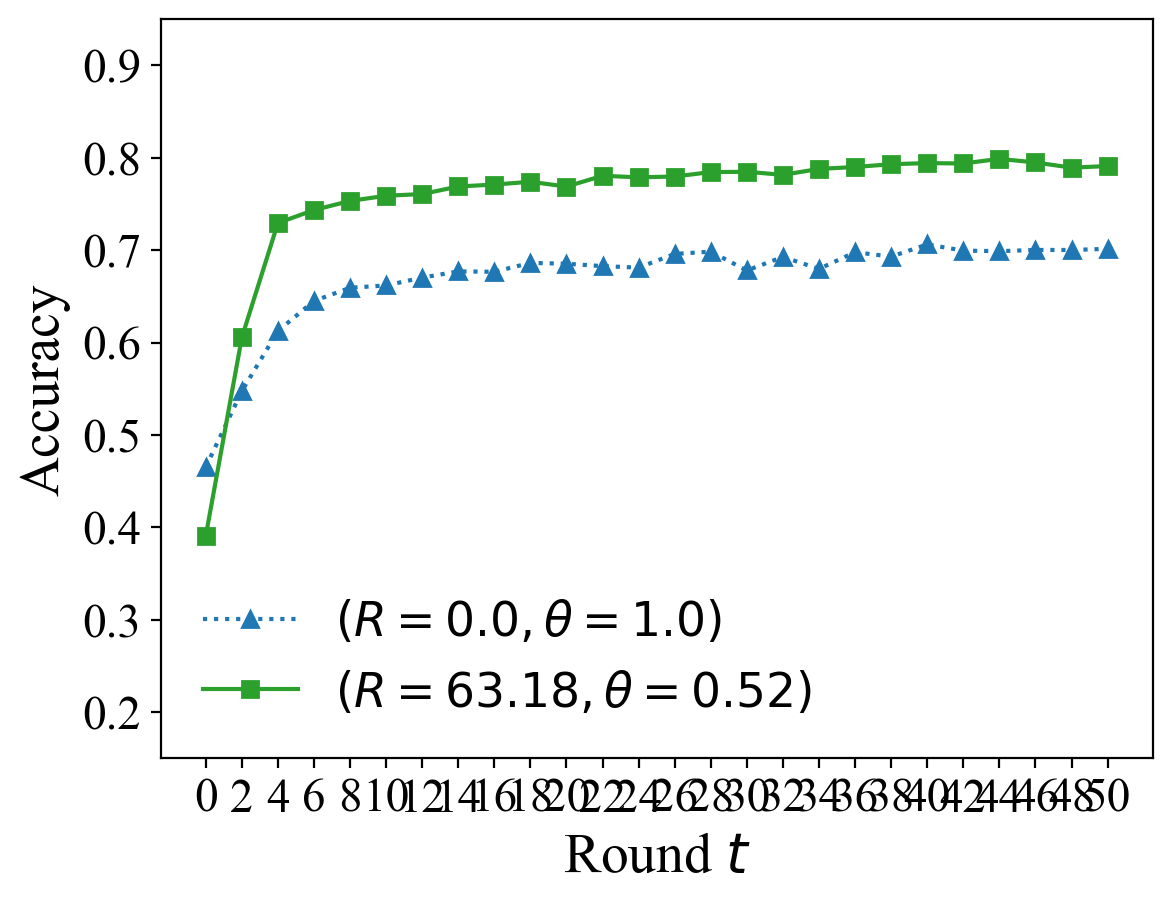 0.9
0.8
0.7
0.6
0.5
0.4
0.3
0.2
Accuracy
(R = 0.0, θ = 1.0)
(R = 63.18, θ = 0.52)
0 2 4 6 8 10 12 14 16 18 20 22 24 26 28 30 32 34 36 38 40 42 44 46 48 50
Round t